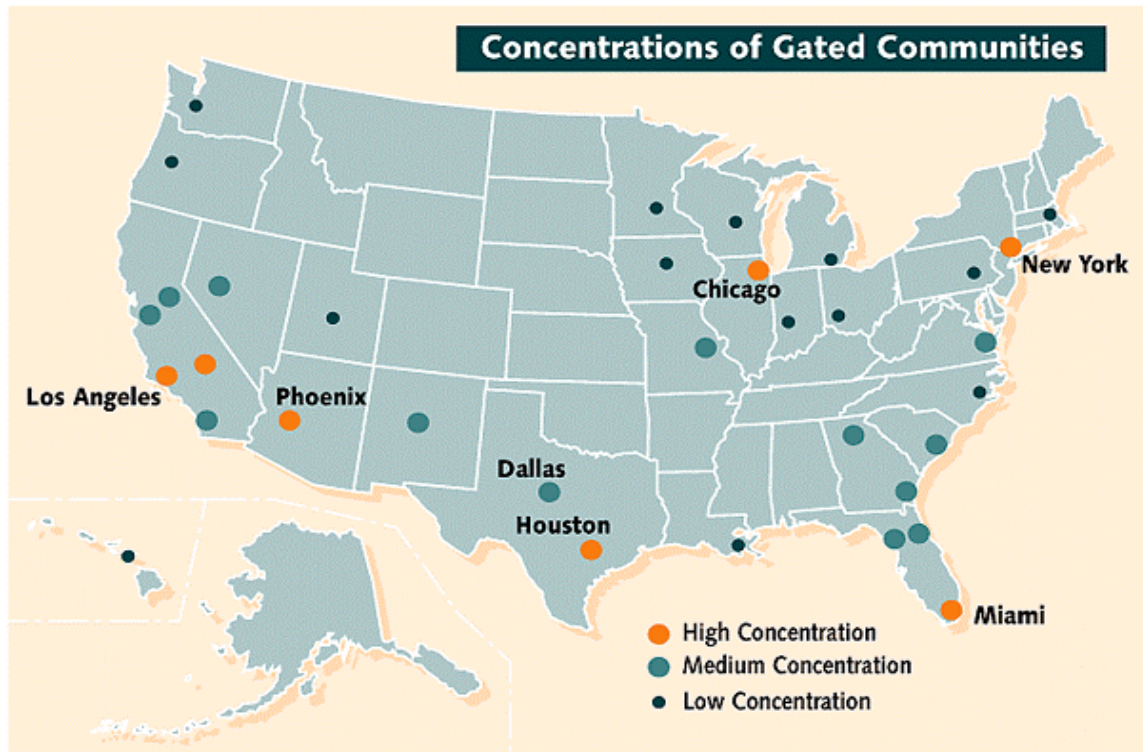 Concentrations of Gated Communities
New York
Chicago
Los Angeles
Phoenix
Dallas
Houston
Miami
High Concentration
Medium Concentration
Low Concentration